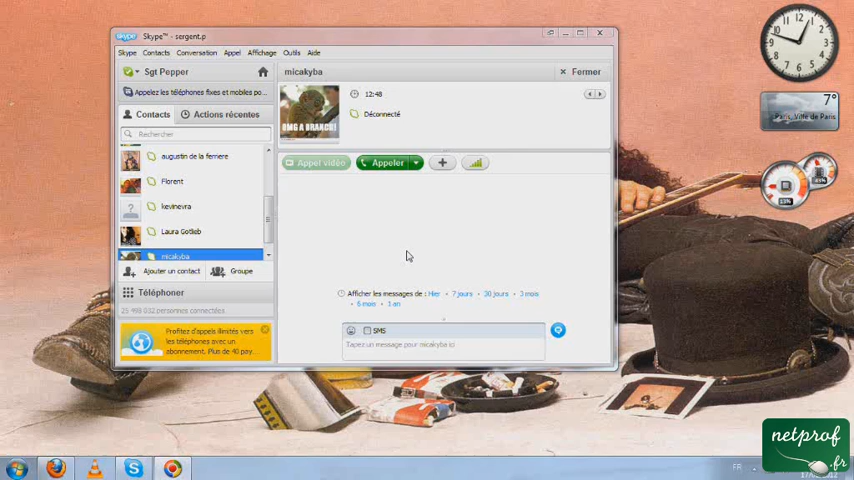 skype Skype™ - sergent.p
Skype Contacts Conversation Appel Affichage Outils Aide
Sgt Pepper
Appelez les téléphones fixes et mobiles po...
Contacts Actions récentes
Rechercher
augustin de la ferriere
Florent
kevinevra
Laura Gotlieb
micakyba
Ajouter un contact Groupe
Téléphoner
personnes connectées
Profitez d'appels illimités vers
les téléphones avec un
abonnement. Plus de 40 pay...
micakyba Fermer
12:48
Déconnecté
OMG A BRANCH!
Appel vidéo Appeler
Afficher les messages de : Hier • 7 jours • 30 jours • 3 mois
• 6 mois • 1 an
SMS
Tapez un message pour micakyba ici
7°
Paris, Ville de Paris
FR
netprof
.fr